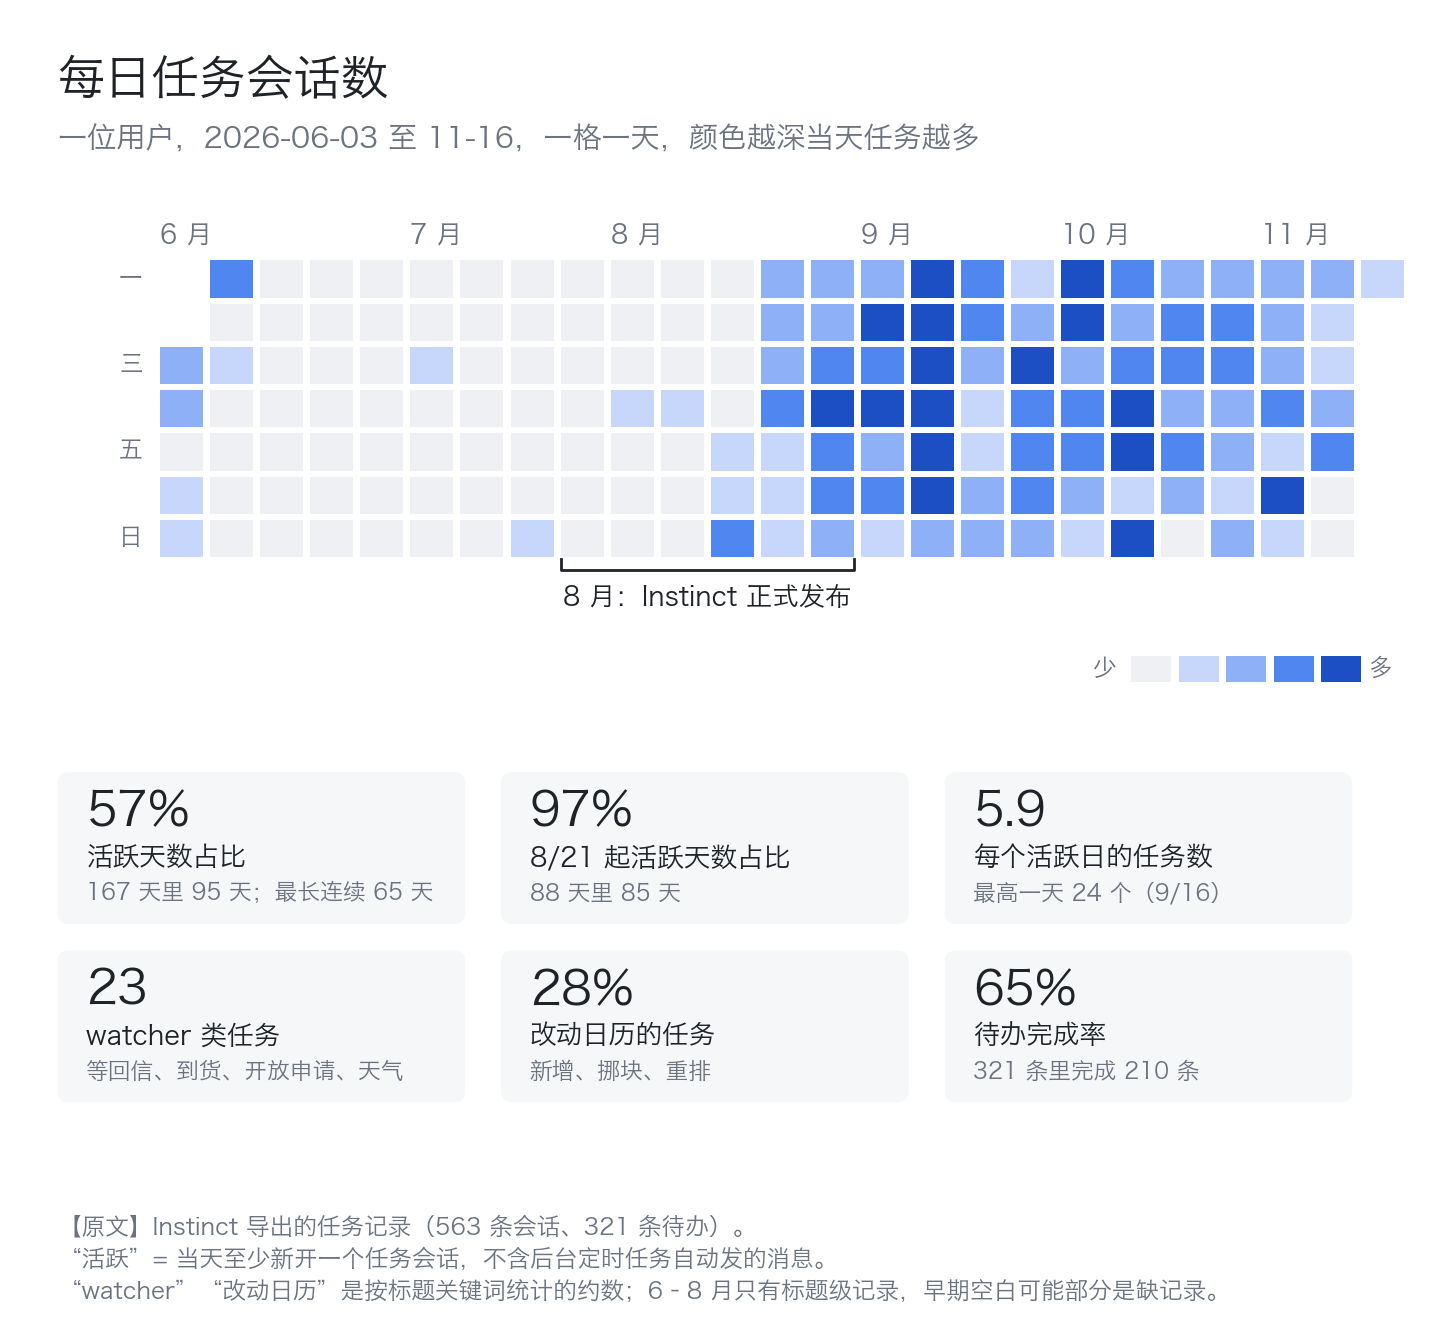 每日任务会话数
一位用户，2026-06-03 至 11-16，一格一天，颜色越深当天任务越多
6 月 7 月 8 月 9 月 10 月 11 月
一
三
五
日
8 月：Instinct 正式发布
少 多
57%
活跃天数占比
167 天里 95 天；最长连续 65 天
97%
8/21 起活跃天数占比
88 天里 85 天
5.9
每个活跃日的任务数
最高一天 24 个（9/16）
23
watcher 类任务
等回信、到货、开放申请、天气
28%
改动日历的任务
新增、挪块、重排
65%
待办完成率
321 条里完成 210 条
【原文】Instinct 导出的任务记录（563 条会话、321 条待办）。
“活跃” = 当天至少新开一个任务会话，不含后台定时任务自动发的消息。
“watcher” “改动日历” 是按标题关键词统计的约数；6 - 8 月只有标题级记录，早期空白可能部分是缺记录。